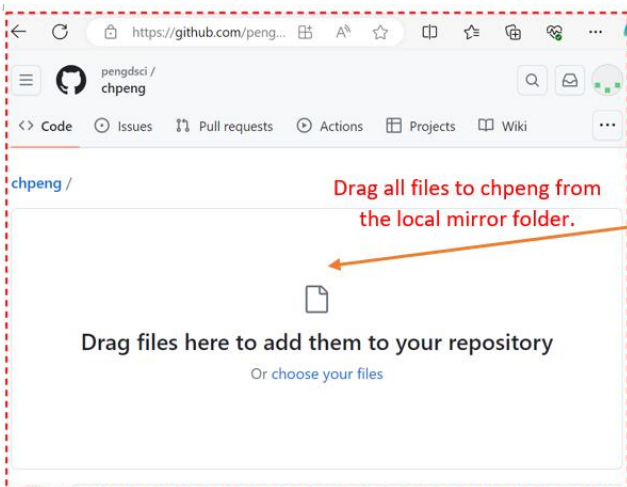 https://github.com/peng...
pengdsci /
chpeng
<> Code Issues Pull requests Actions Projects Wiki
chpeng /
Drag all files to chpeng from
the local mirror folder.
Drag files here to add them to your repository
Or choose your files